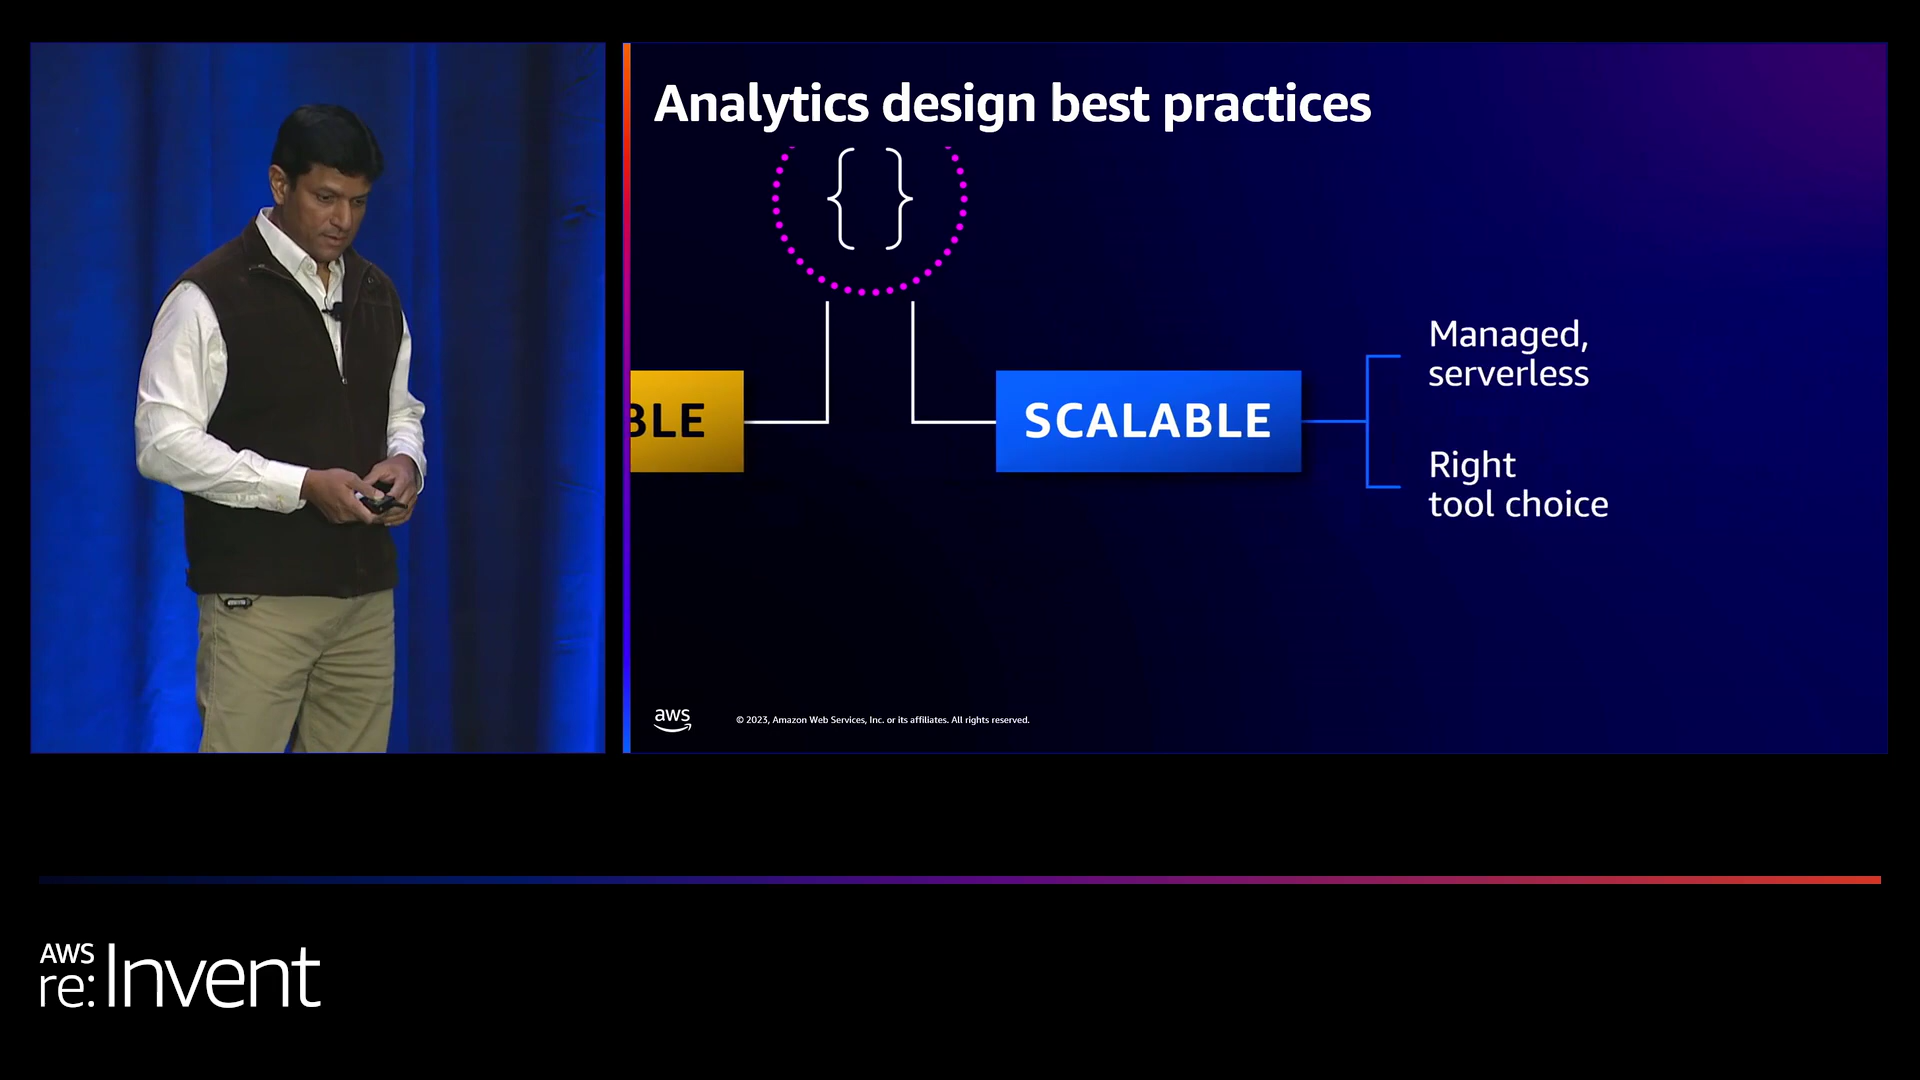 Analytics design best practices
{ }
BLE
SCALABLE
Managed,
serverless
Right
tool choice
aws
© 2023, Amazon Web Services, Inc. or its affiliates. All rights reserved.
AWS
re:Invent